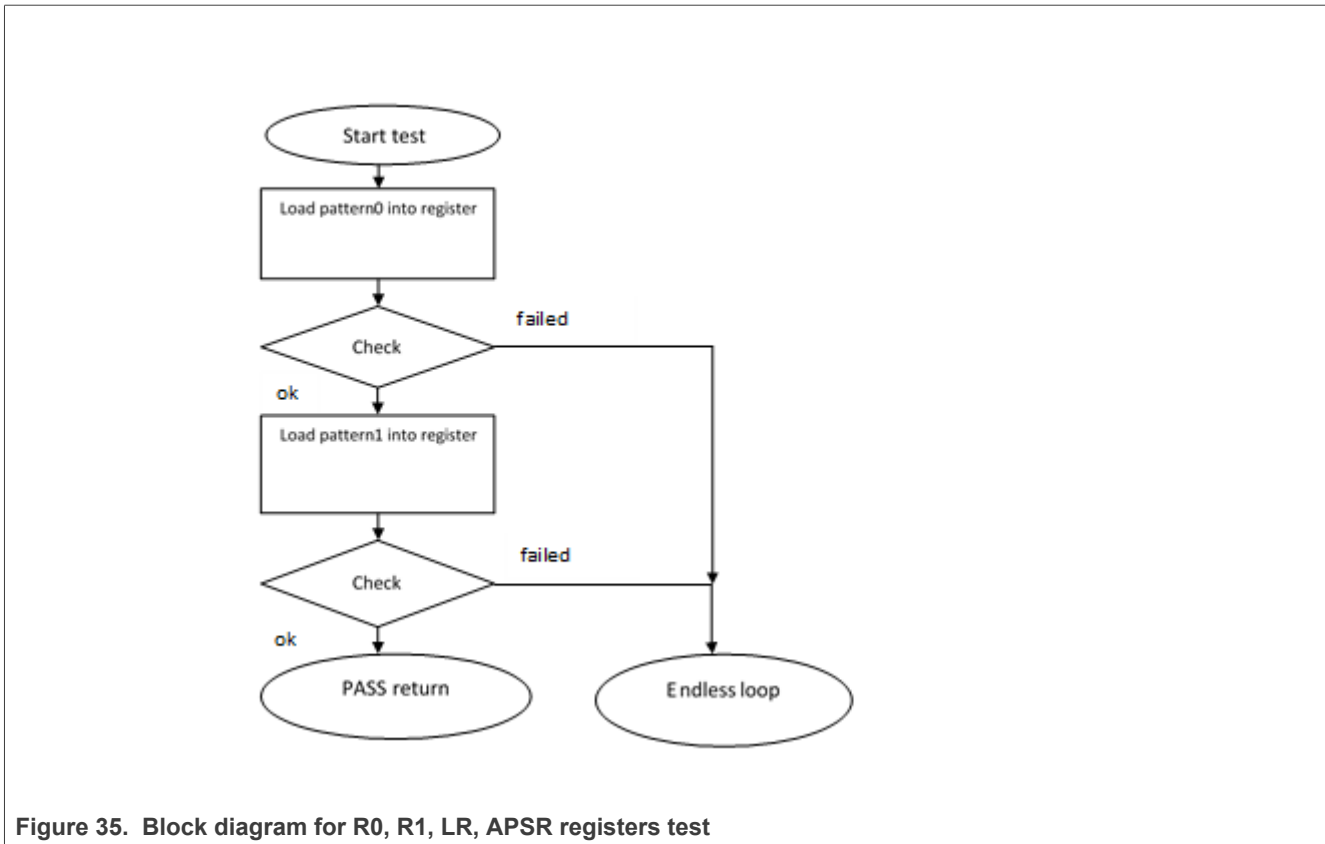 Start test
Load pattern0 into register
failed
Check
ok
Load pattern1 into register
failed
Check
ok
PASS return
Endless loop
Figure 35. Block diagram for R0, R1, LR, APSR registers test